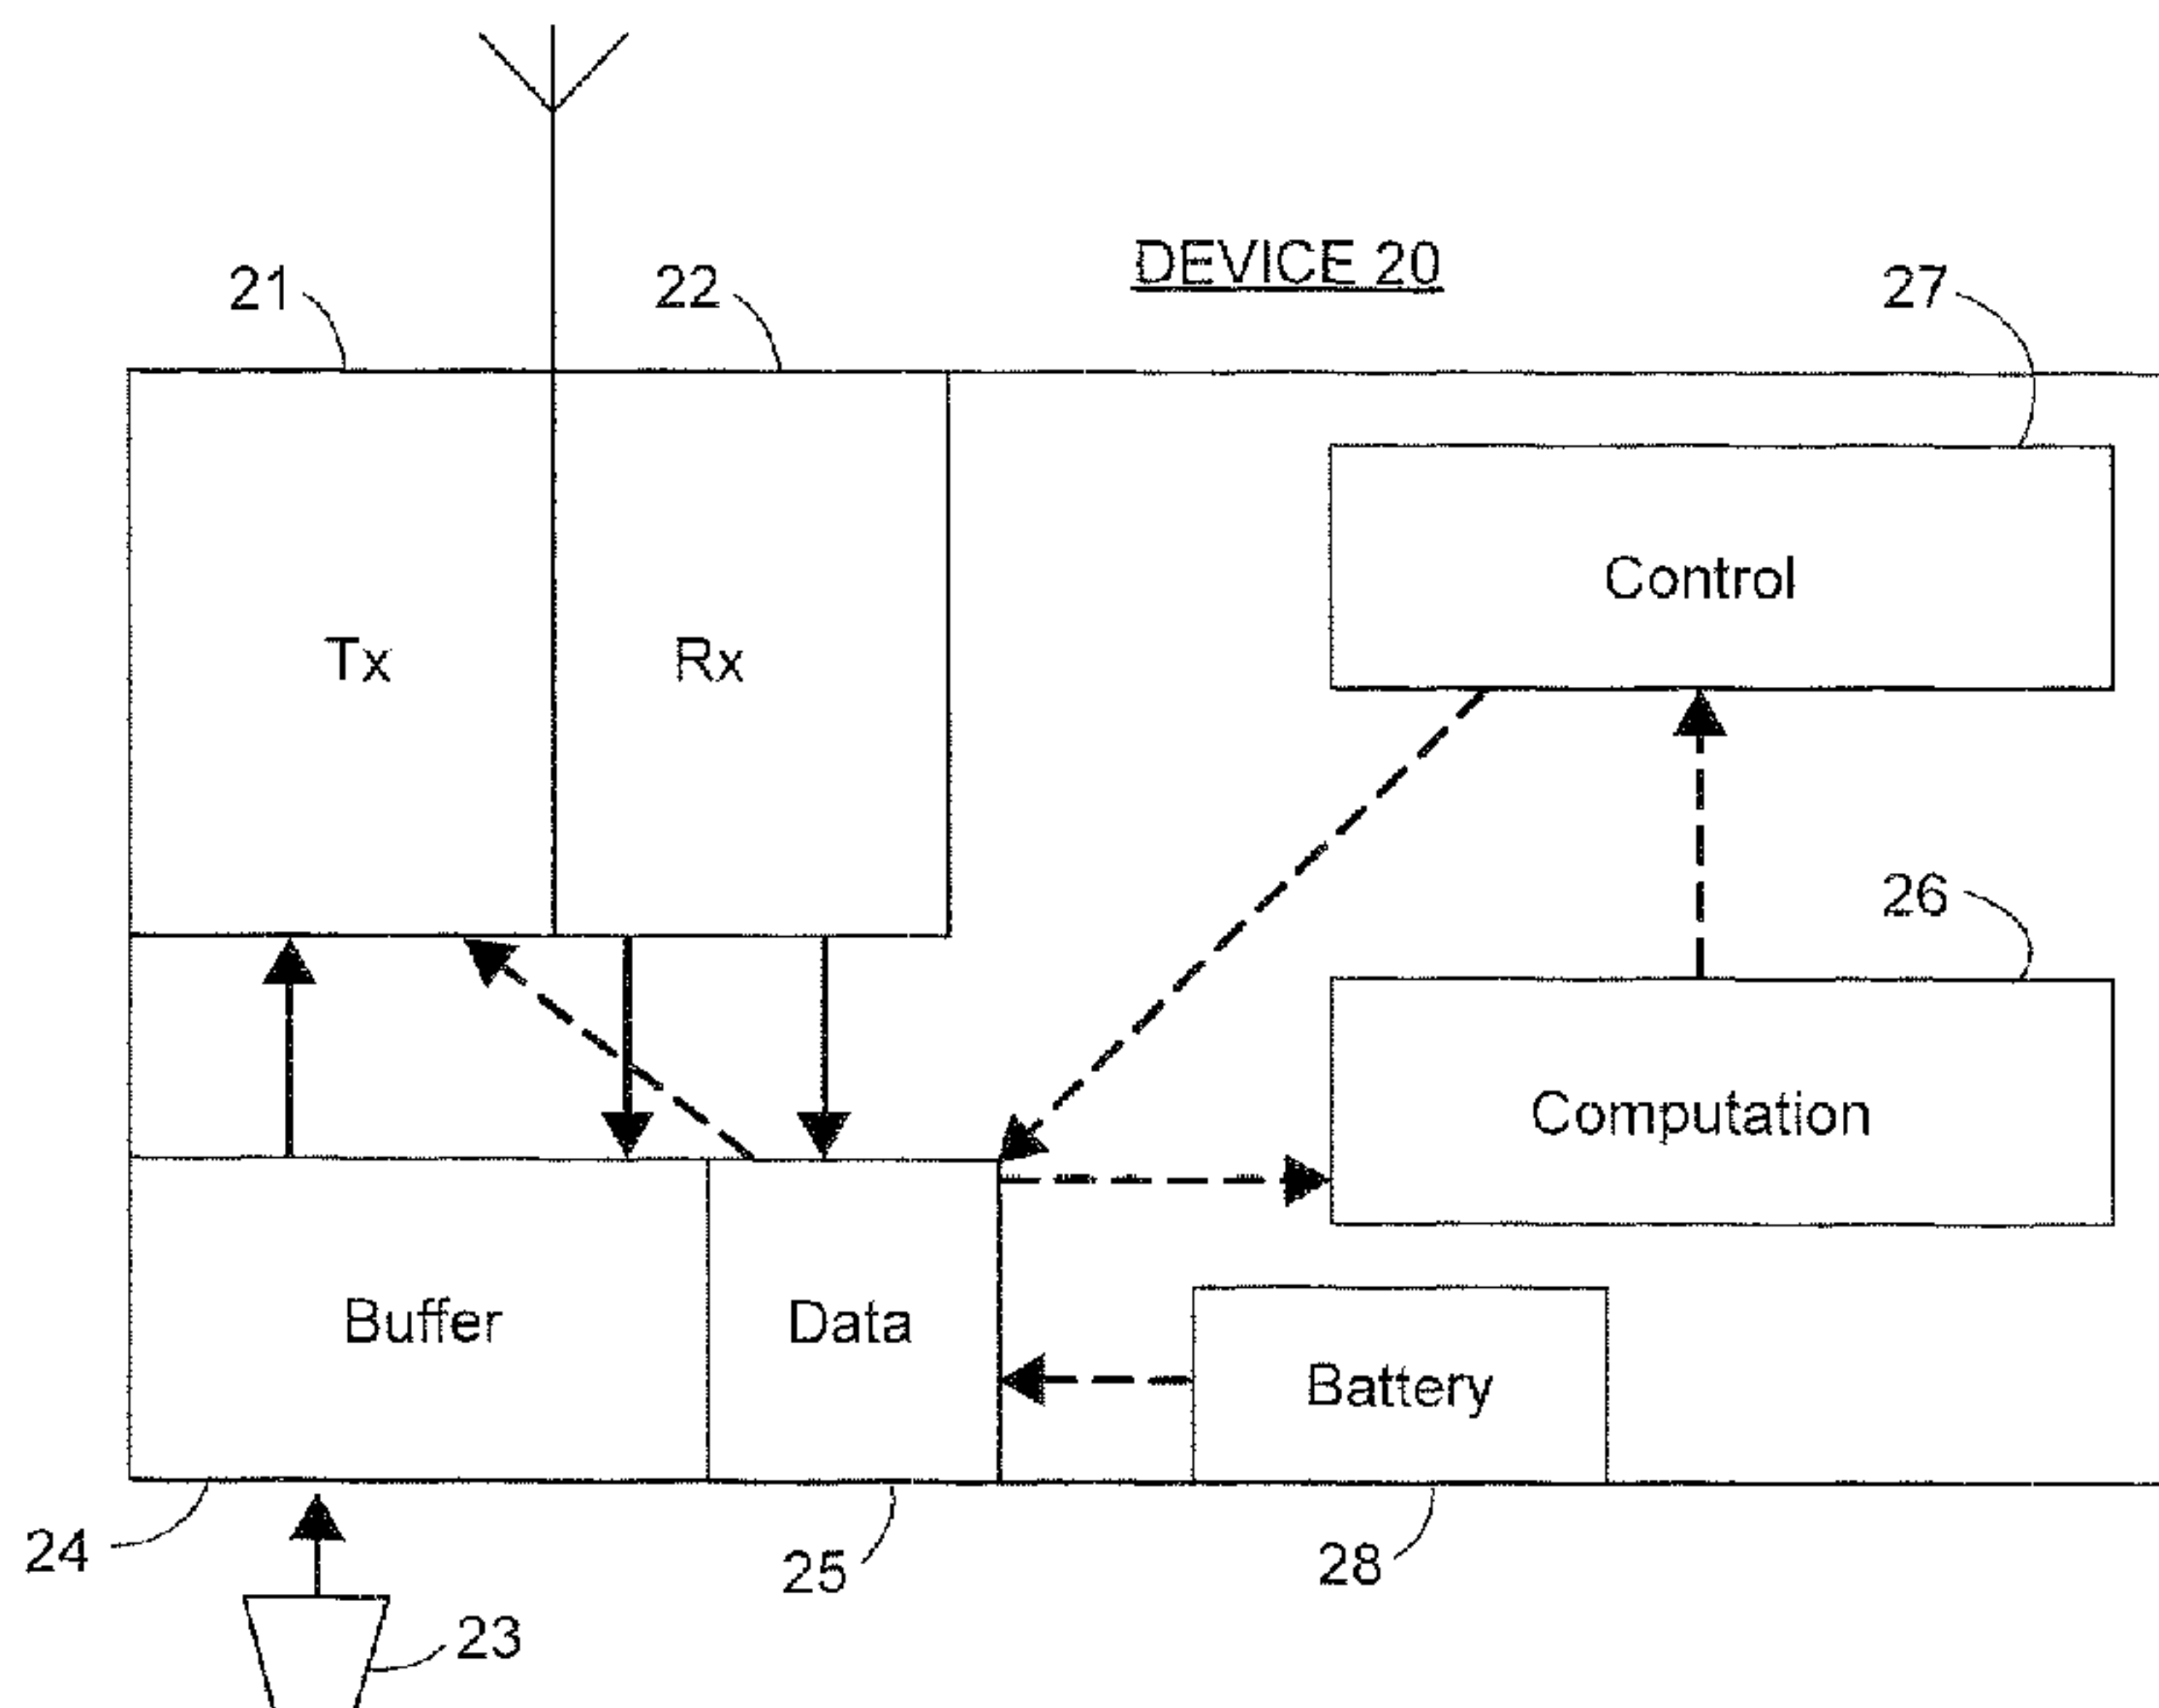 DEVICE 20
21
22
27
Control
Tx
Rx
26
Computation
Buffer
Data
Battery
24
25
28
23